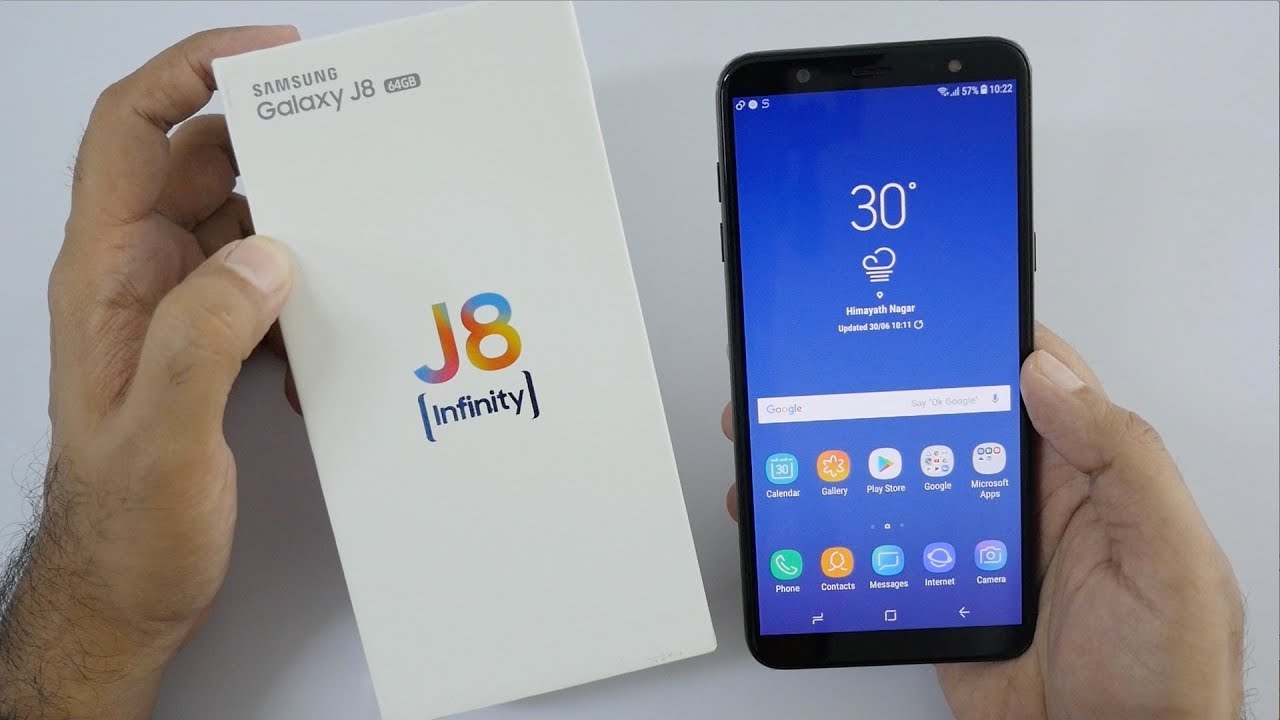 SAMSUNG
Galaxy J8 64GB
J8
[Infinity]
57% 10:22
30°
Himayath Nagar
Updated 30/06 10:11
Google Say "Ok Google"
30
Calendar
Gallery
Play Store
Google
Microsoft
Apps
Phone
Contacts
Messages
Internet
Camera